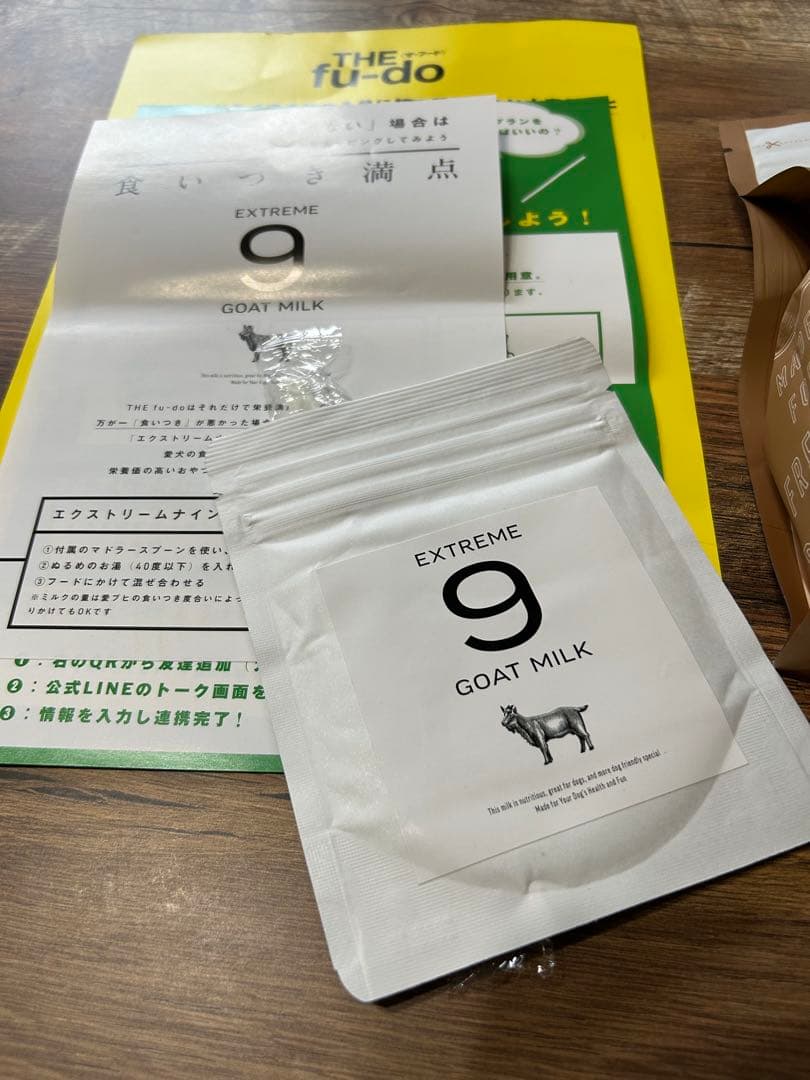 THE ザ・フード
fu-do
ない」場合は
ピングしてみよう
食いつき満点
EXTREME
9
GOAT MILK
プランを
ばいいの?
しよう!
用意。
ります。
THE fu-doはそれだけで栄養満
万が一「食いつき」が悪かった場合
「エクストリーム
愛犬の食
栄養価の高いおやつ
エクストリームナイン
①付属のマドラースプーンを使い、
②ぬるめのお湯(40度以下)を入れ
③フードにかけて混ぜ合わせる
※ミルクの量は愛ブヒの食いつき度合いによっ
りかけてもOKです
①:右のQRから友達追加(
②:公式LINEのトーク画面を
③:情報を入力し連携完了!
EXTREME
9
GOAT MILK
This milk is nutritious, great for dogs, and more dog friendly special ...
Made for Your Dog's Health and Fun